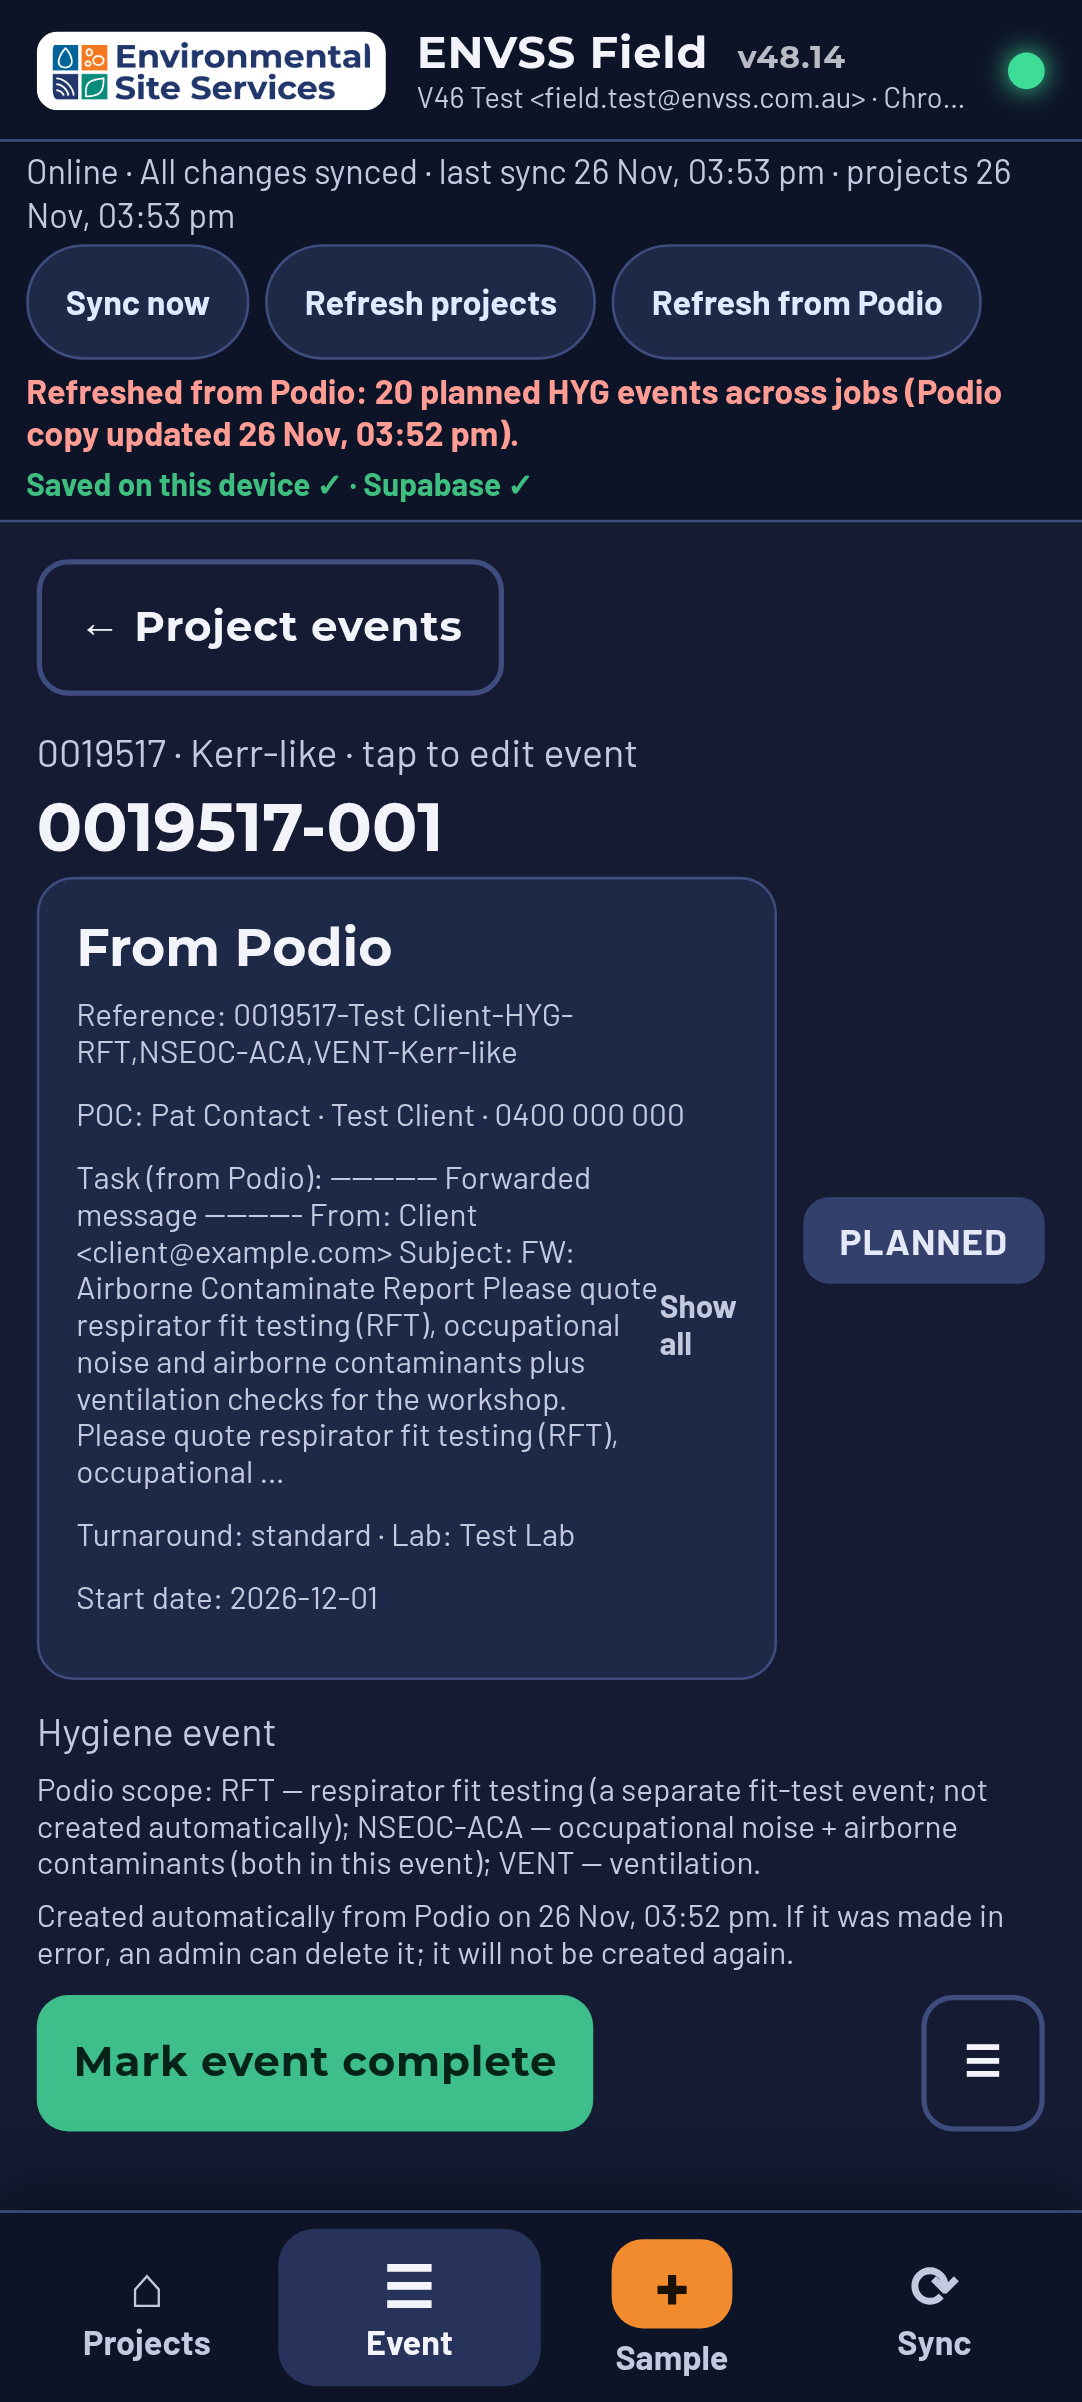 Environmental
Site Services
ENVSS Field v48.14
V46 Test <field.test@envss.com.au> · Chro...
Online · All changes synced · last sync 26 Nov, 03:53 pm · projects 26
Nov, 03:53 pm
Sync now
Refresh projects
Refresh from Podio
Refreshed from Podio: 20 planned HYG events across jobs (Podio
copy updated 26 Nov, 03:52 pm).
Saved on this device ✓ · Supabase ✓
← Project events
0019517 · Kerr-like · tap to edit event
0019517-001
From Podio
Reference: 0019517-Test Client-HYG-
RFT,NSEOC-ACA,VENT-Kerr-like
POC: Pat Contact · Test Client · 0400 000 000
Task (from Podio): ---------- Forwarded
message --------- From: Client
<client@example.com> Subject: FW:
Airborne Contaminate Report Please quote
respirator fit testing (RFT), occupational
noise and airborne contaminants plus
ventilation checks for the workshop.
Please quote respirator fit testing (RFT),
occupational ...
Show
all
Turnaround: standard · Lab: Test Lab
Start date: 2026-12-01
PLANNED
Hygiene event
Podio scope: RFT — respirator fit testing (a separate fit-test event; not
created automatically); NSEOC-ACA — occupational noise + airborne
contaminants (both in this event); VENT — ventilation.
Created automatically from Podio on 26 Nov, 03:52 pm. If it was made in
error, an admin can delete it; it will not be created again.
Mark event complete
☰
Projects
Event
Sample
Sync